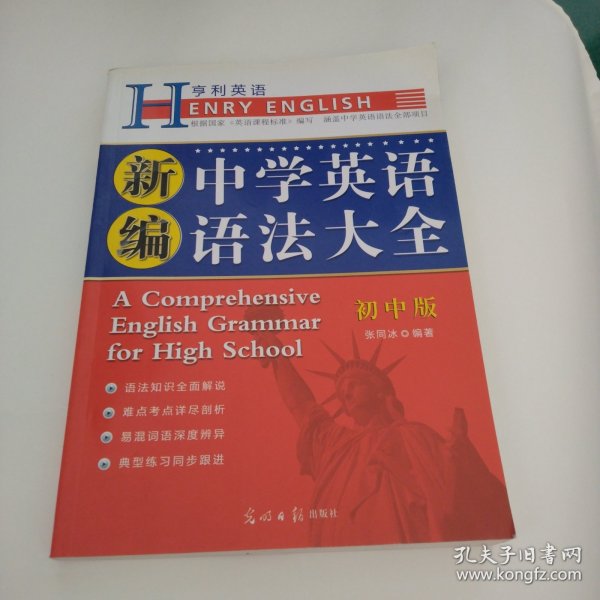 亨利英语
HENRY ENGLISH
根据国家《英语课程标准》编写 涵盖中学英语语法全部项目
新编
中学英语
语法大全
A Comprehensive
English Grammar
for High School
初中版
张同冰 编著
语法知识全面解说
难点考点详尽剖析
易混词语深度辨异
典型练习同步跟进
光明日报出版社
孔夫子旧书网
www.kongfz.com